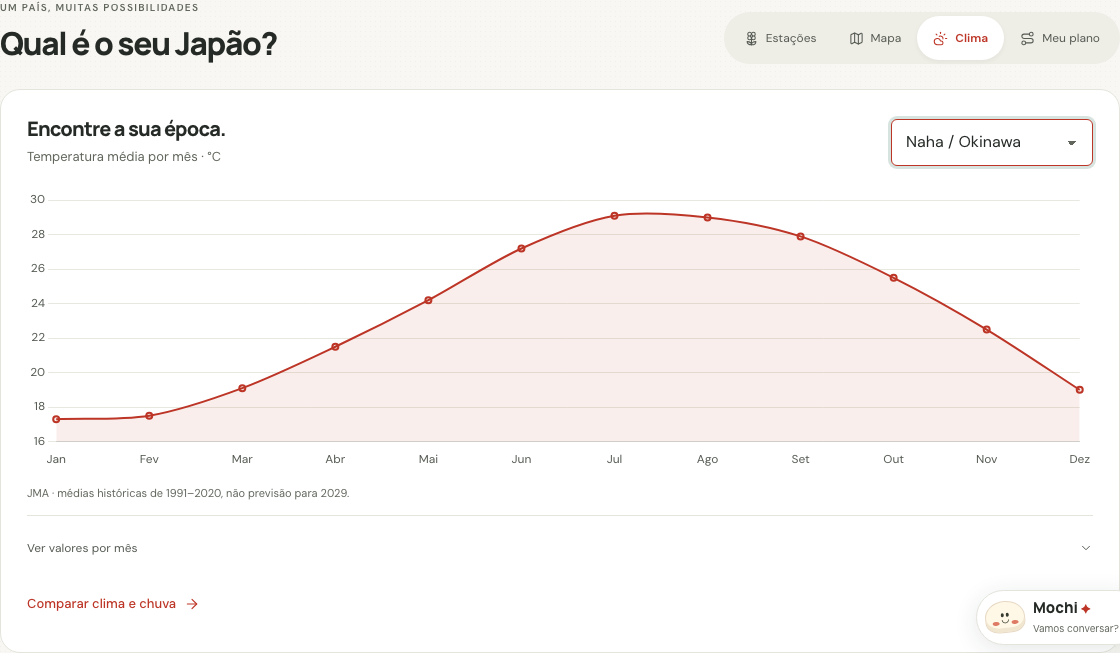 UM PAÍS, MUITAS POSSIBILIDADES
Qual é o seu Japão?
Estações
Mapa
Clima
Meu plano
Encontre a sua época.
Temperatura média por mês · °C
Naha / Okinawa
30
28
26
24
22
20
18
16
Jan Fev Mar Abr Mai Jun Jul Ago Set Out Nov Dez
JMA · médias históricas de 1991–2020, não previsão para 2029.
Ver valores por mês
Comparar clima e chuva
Mochi
Vamos conversar?